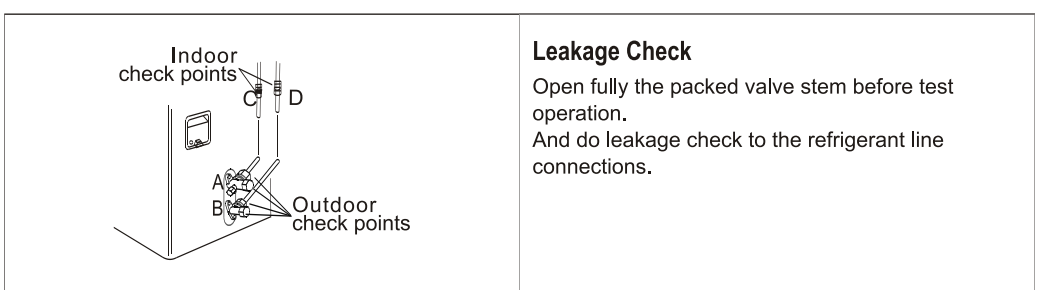 Indoor
check points
C
D
A
B
Outdoor
check points
Leakage Check
Open fully the packed valve stem before test
operation.
And do leakage check to the refrigerant line
connections.